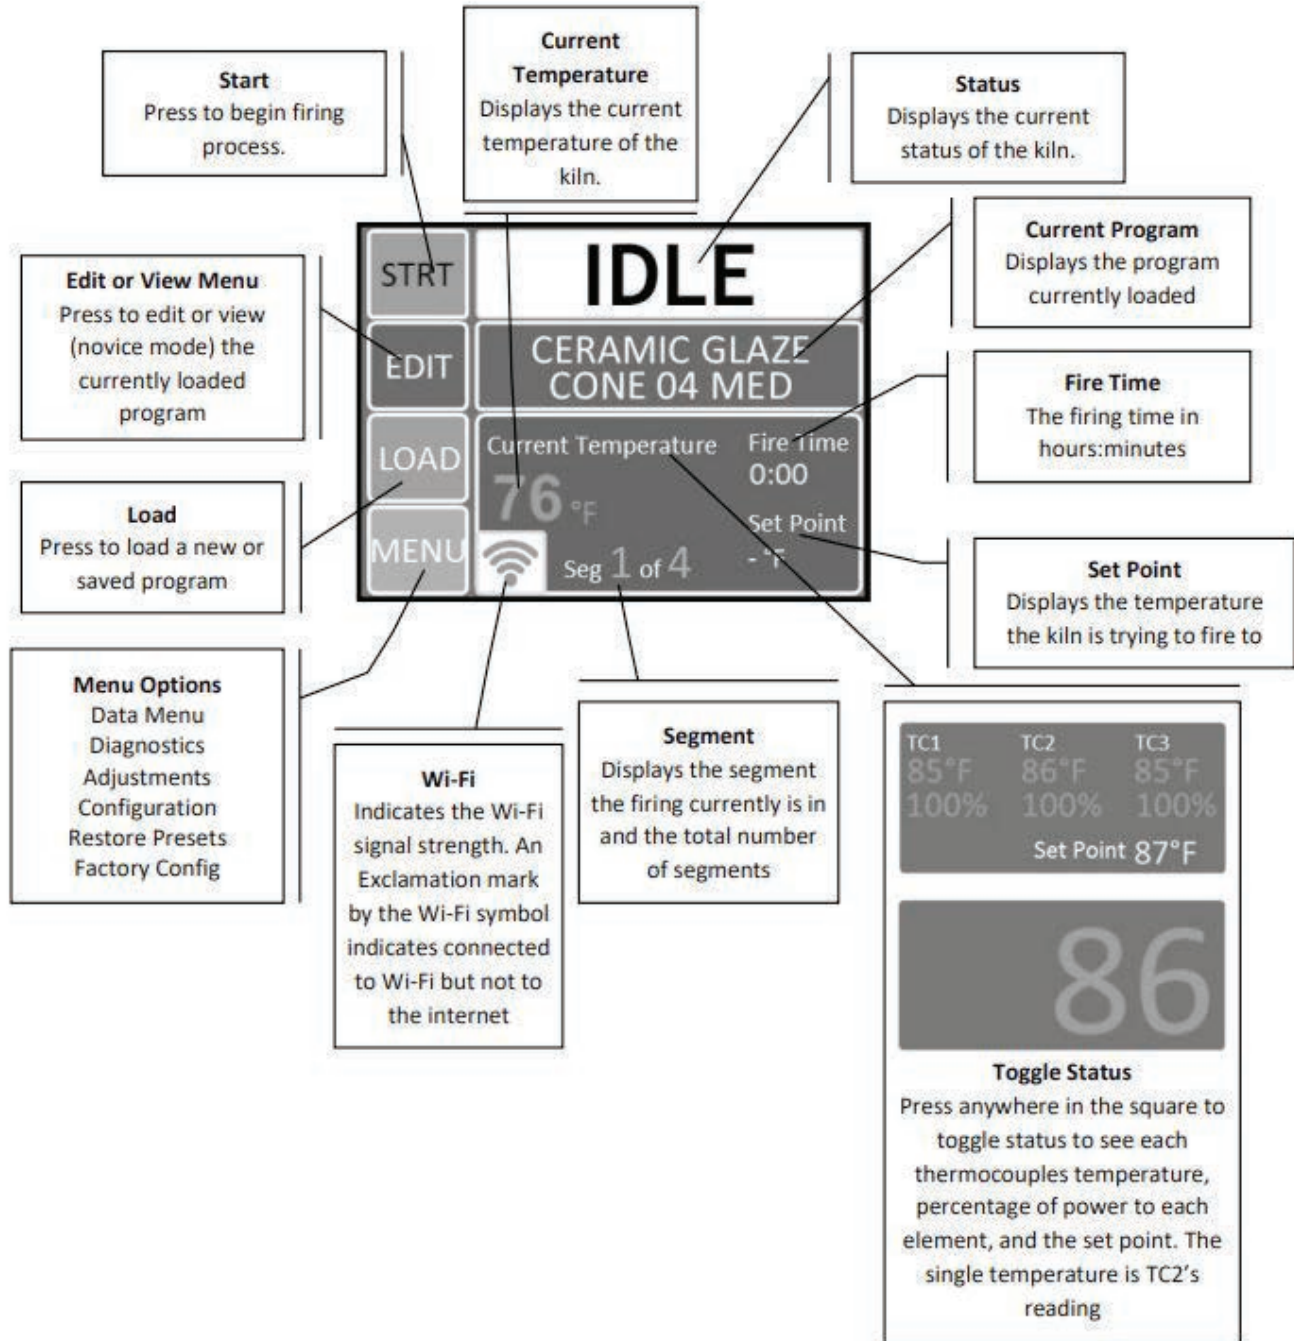 Start
Press to begin firing
process.
Current
Temperature
Displays the current
temperature of the
kiln.
Status
Displays the current
status of the kiln.
Current Program
Displays the program
currently loaded
Edit or View Menu
Press to edit or view
(novice mode) the
currently loaded
program
STRT
IDLE
EDIT
CERAMIC GLAZE
CONE 04 MED
Fire Time
The firing time in
hours:minutes
LOAD
Current Temperature
76 °F
Fire Time
0:00
Set Point
- °F
MENU
Seg 1 of 4
Load
Press to load a new or
saved program
Set Point
Displays the temperature
the kiln is trying to fire to
Menu Options
Data Menu
Diagnostics
Adjustments
Configuration
Restore Presets
Factory Config
Wi-Fi
Indicates the Wi-Fi
signal strength. An
Exclamation mark
by the Wi-Fi symbol
indicates connected
to Wi-Fi but not to
the internet
Segment
Displays the segment
the firing currently is in
and the total number
of segments
TC1 TC2 TC3
85°F 86°F 85°F
100% 100% 100%
Set Point 87°F
86
Toggle Status
Press anywhere in the square to
toggle status to see each
thermocouples temperature,
percentage of power to each
element, and the set point. The
single temperature is TC2's
reading